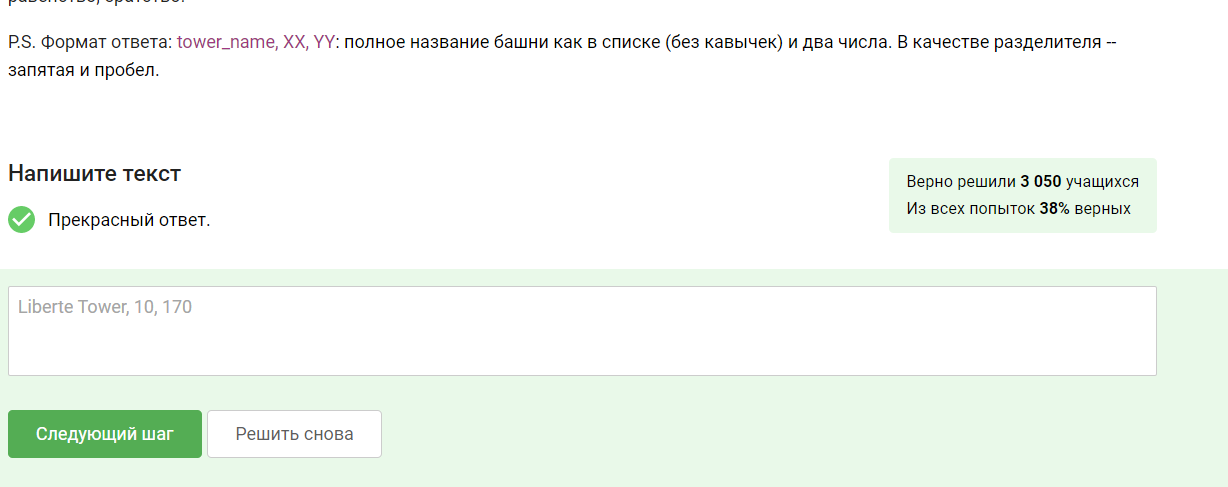 равенство, братство.
P.S. Формат ответа: tower_name, XX, YY: полное название башни как в списке (без кавычек) и два числа. В качестве разделителя --
запятая и пробел.
Напишите текст
Верно решили 3 050 учащихся
Из всех попыток 38% верных
Прекрасный ответ.
Liberte Tower, 10, 170
Следующий шаг
Решить снова